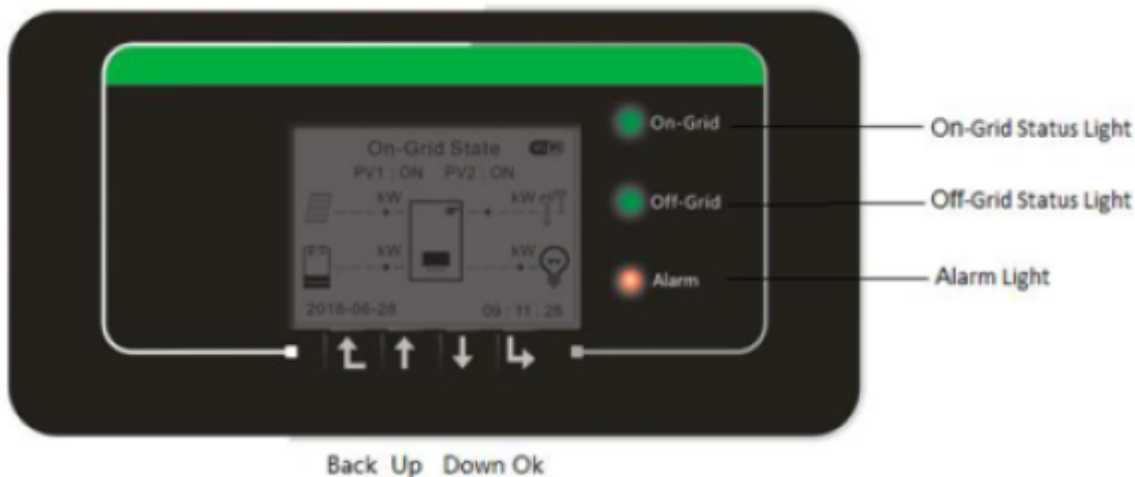 On-Grid State WiFi
PV1 : ON PV2 : ON
kW kW
kW kW
2018-06-28 09 : 11 : 28
On-Grid
Off-Grid
Alarm
On-Grid Status Light
Off-Grid Status Light
Alarm Light
Back Up Down Ok